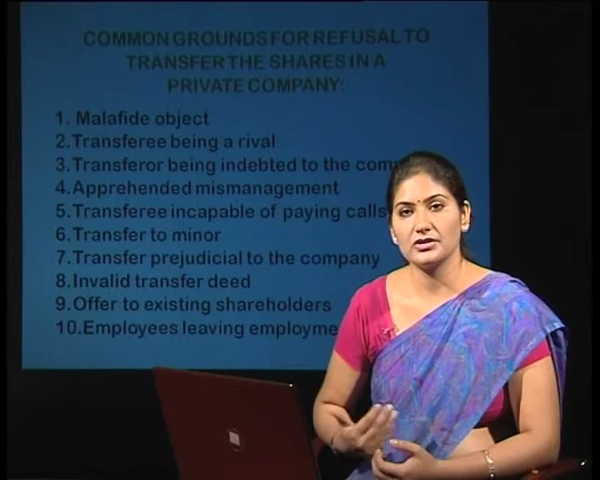 COMMON GROUNDS FOR REFUSAL TO
TRANSFER THE SHARES IN A
PRIVATE COMPANY:
1. Malafide object
2.Transferee being a rival
3.Transferor being indebted to the
4.Apprehended mismanagement
5.Transferee incapable of paying calls
6.Transfer to minor
7.Transfer prejudicial to the company
8.Invalid transfer deed
9.Offer to existing shareholders
10.Employees leaving